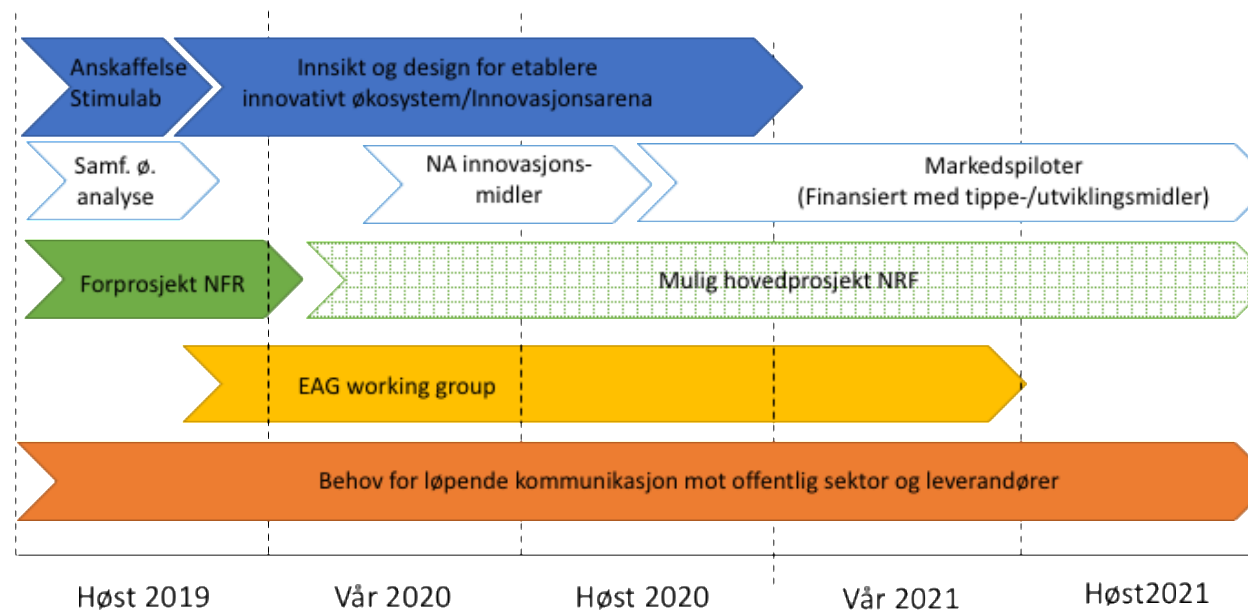 Anskaffelse
Stimulab
Innsikt og design for etablere
innovativt økosystem/Innovasjonsarena
Samf. ø.
analyse
NA innovasjons-
midler
Markedspiloter
(Finansiert med tippe-/utviklingsmidler)
Forprosjekt NFR
Mulig hovedprosjekt NRF
EAG working group
Behov for løpende kommunikasjon mot offentlig sektor og leverandører
Høst 2019
Vår 2020
Høst 2020
Vår 2021
Høst2021